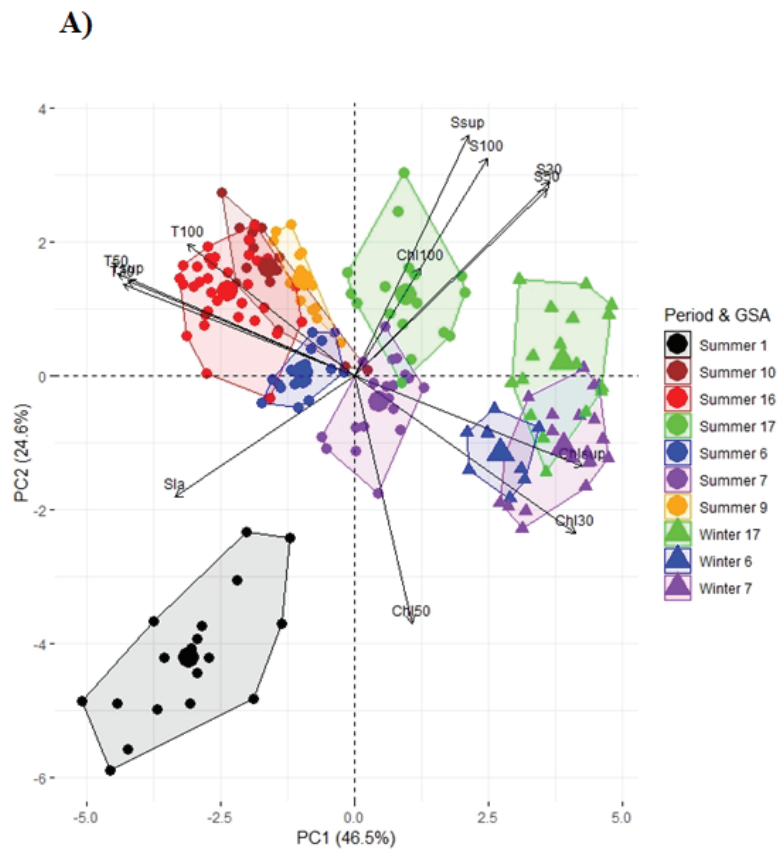 A)
4
2
0
-2
-4
-6
PC2 (24.6%)
Ssup
S100
S30
S50
Chl100
T100
T50
Tsup
Sla
Chlsup
Chl30
Chl50
-5.0 -2.5 0.0 2.5 5.0
PC1 (46.5%)
Period & GSA
Summer 1
Summer 10
Summer 16
Summer 17
Summer 6
Summer 7
Summer 9
Winter 17
Winter 6
Winter 7